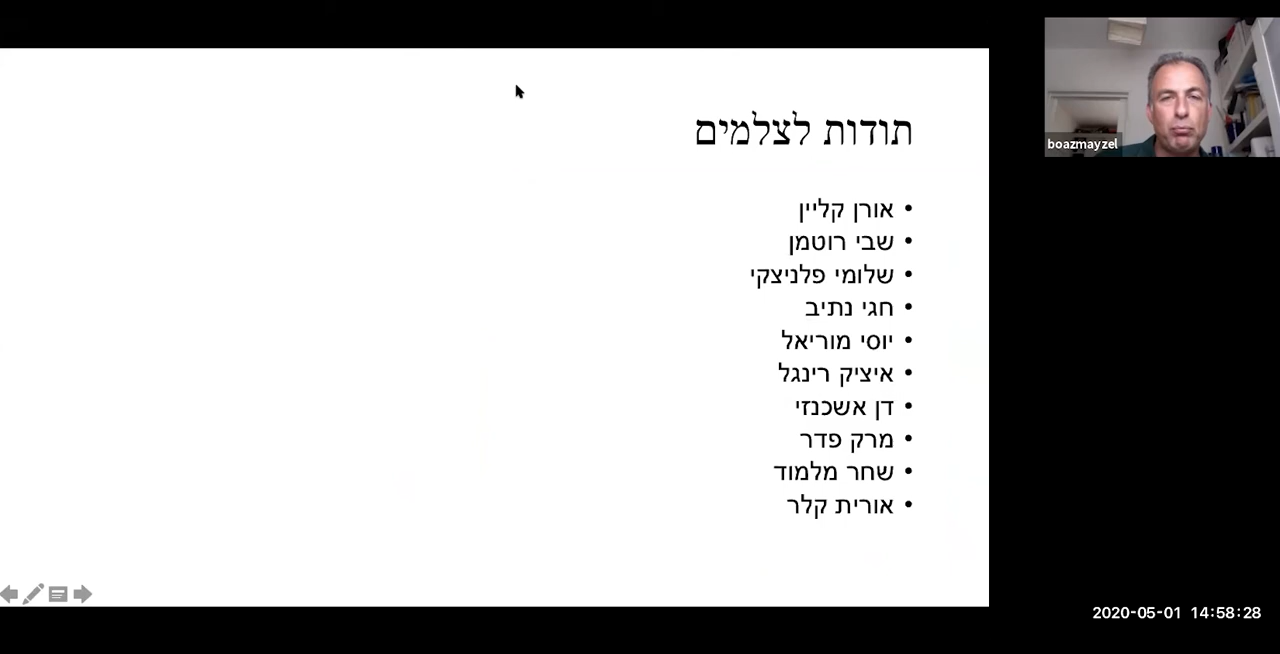 תודות לצלמים
• אורן קליין
• שבי רוטמן
• שלומי פלניצקי
• חגי נתיב
• יוסי מוריאל
• איציק רינגל
• דן אשכנזי
• מרק פדר
• שחר מלמוד
• אורית קלר
boazmayzel
2020-05-01 14:58:28